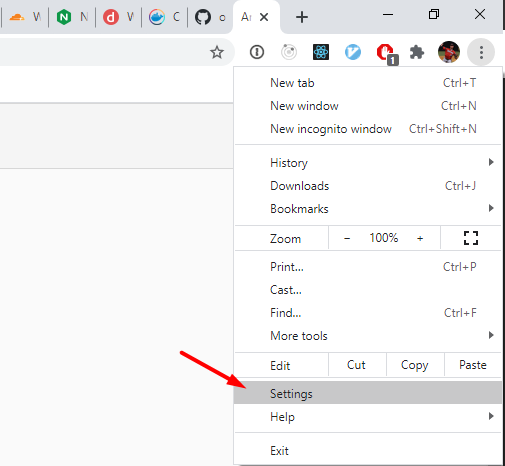 W N W C o Ar
1
New tab Ctrl+T
New window Ctrl+N
New incognito window Ctrl+Shift+N
History
Downloads Ctrl+J
Bookmarks
Zoom − 100% +
Print... Ctrl+P
Cast...
Find... Ctrl+F
More tools
Edit Cut Copy Paste
Settings
Help
Exit